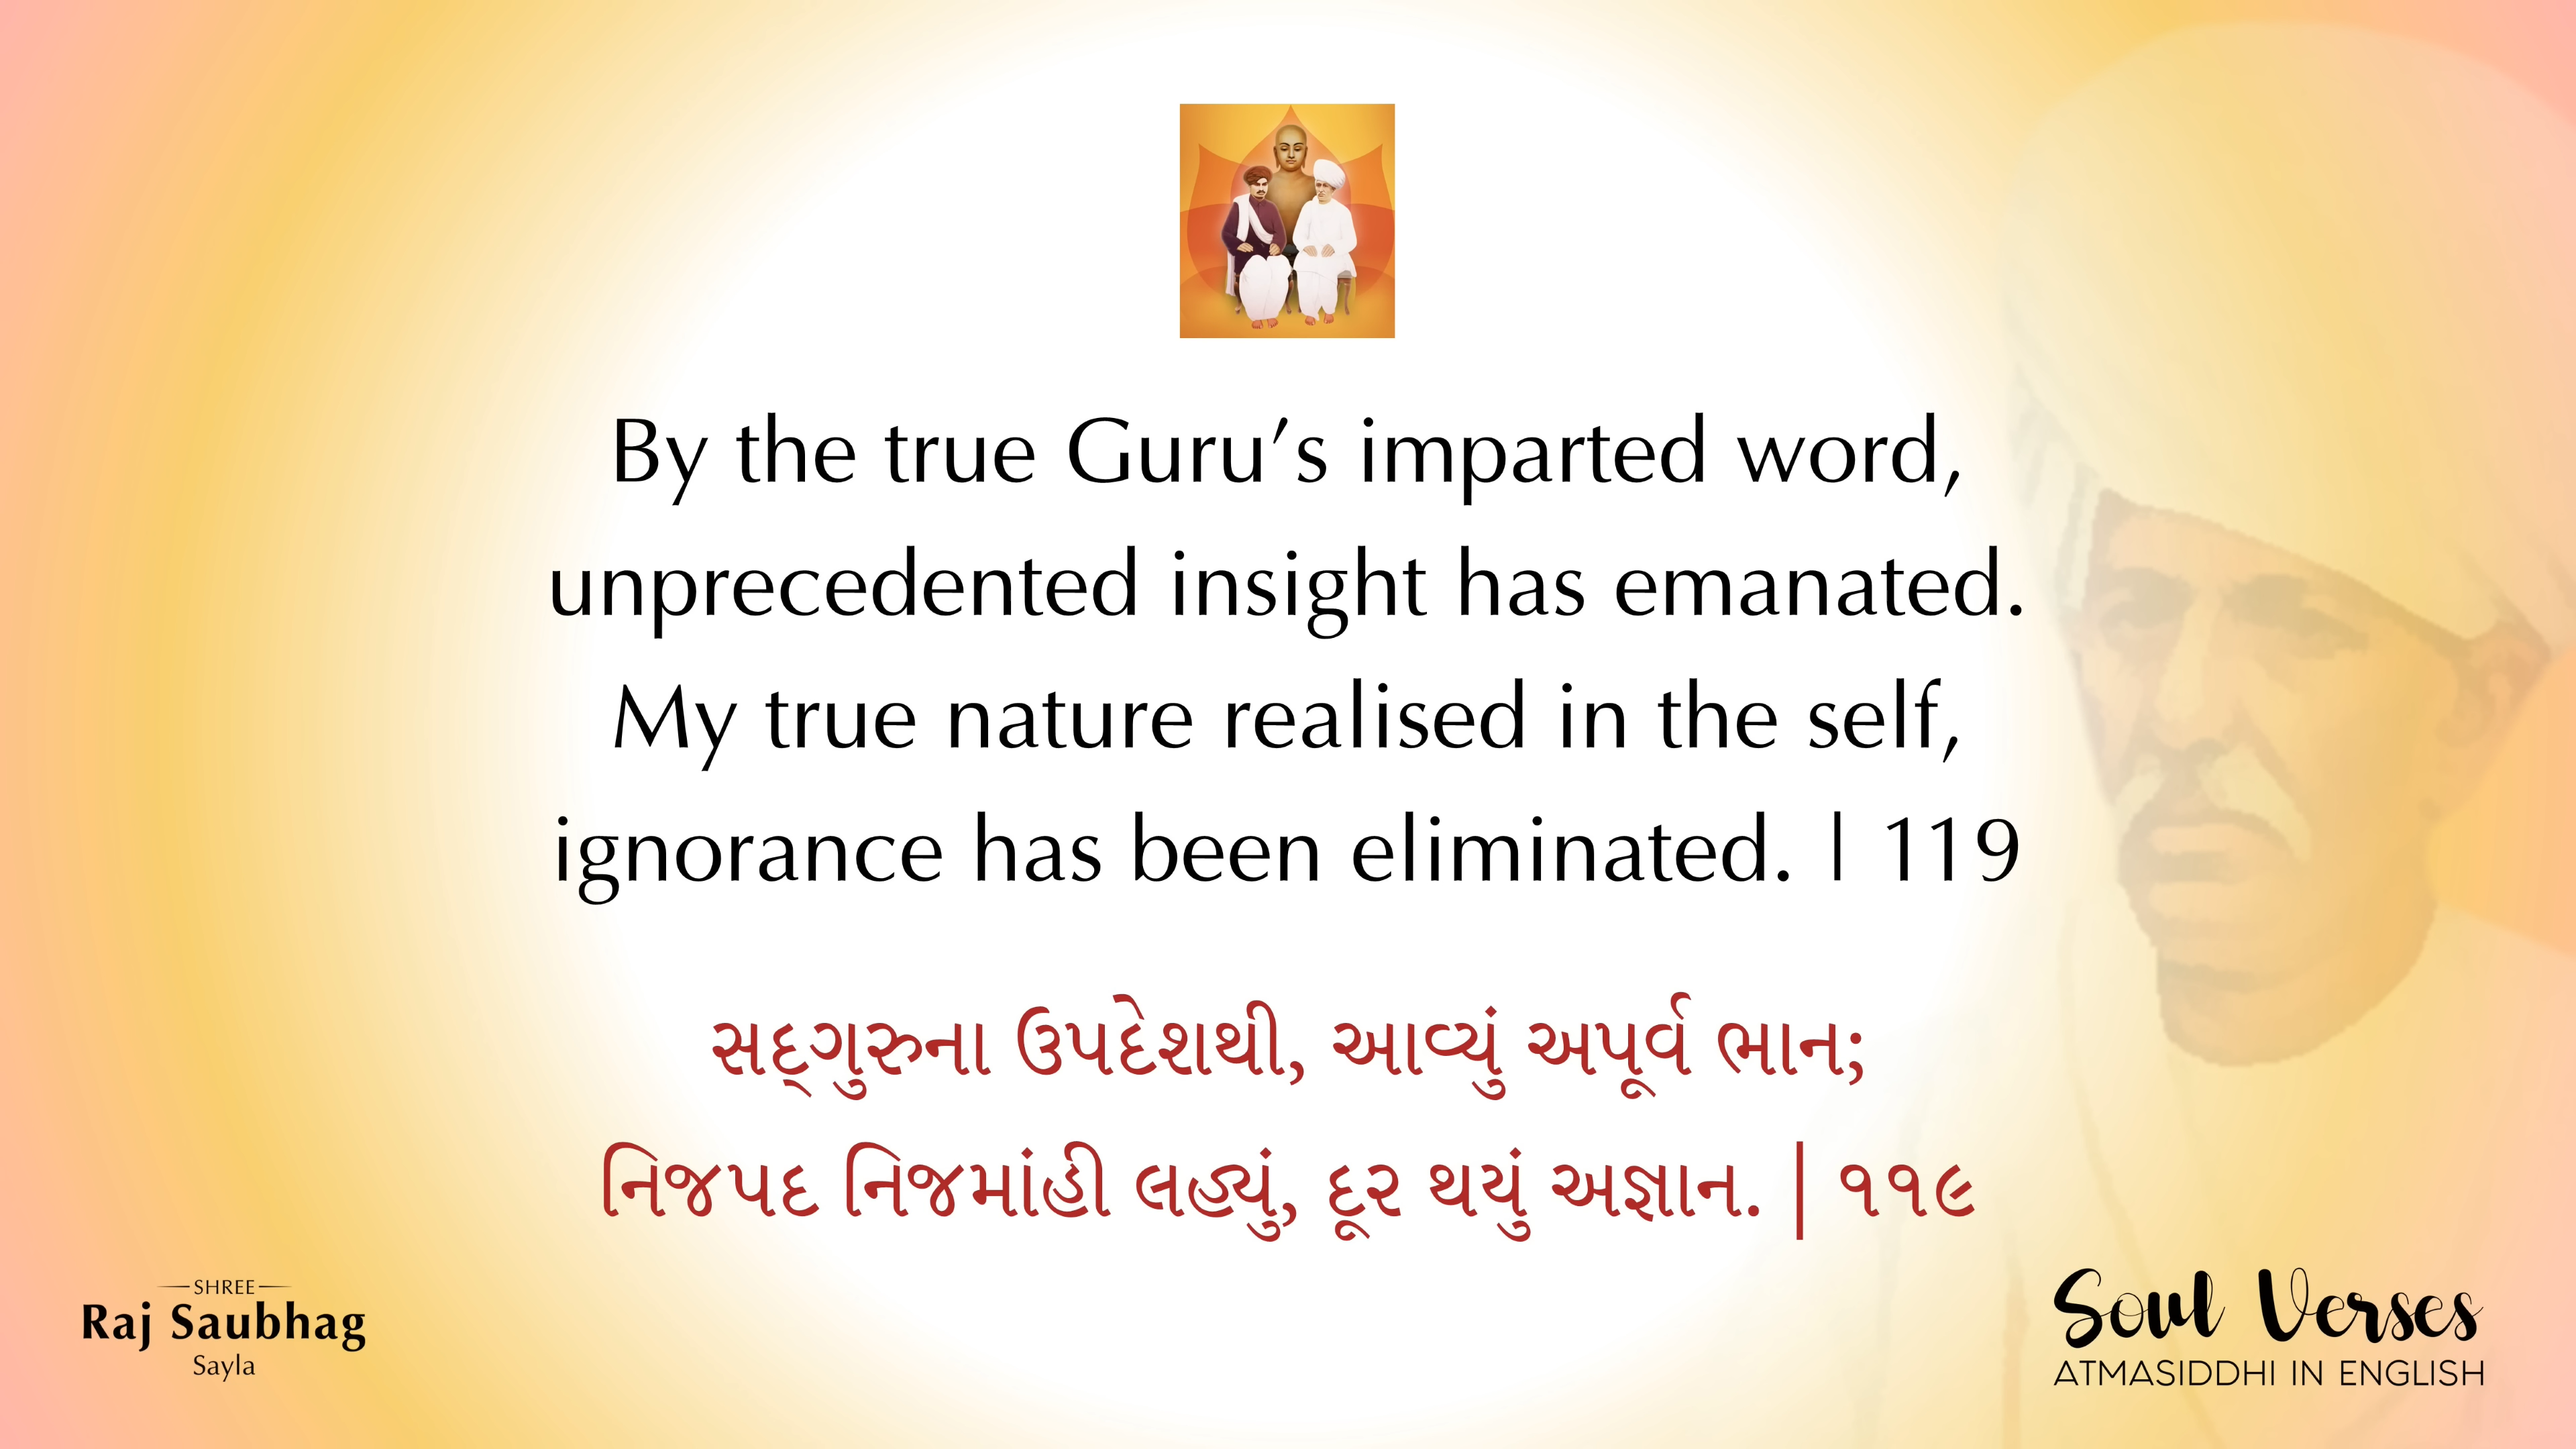 By the true Guru’s imparted word,
unprecedented insight has emanated.
My true nature realised in the self,
ignorance has been eliminated. | 119
સદ્‌ગુરુના ઉપદેશથી, આવ્યું અપૂર્વ ભાન;
નિજપદ નિજમાંહી લહ્યું, દૂર થયું અજ્ઞાન. | ૧૧૯
SHREE
Raj Saubhag
Sayla
Soul Verses
ATMASIDDHI IN ENGLISH